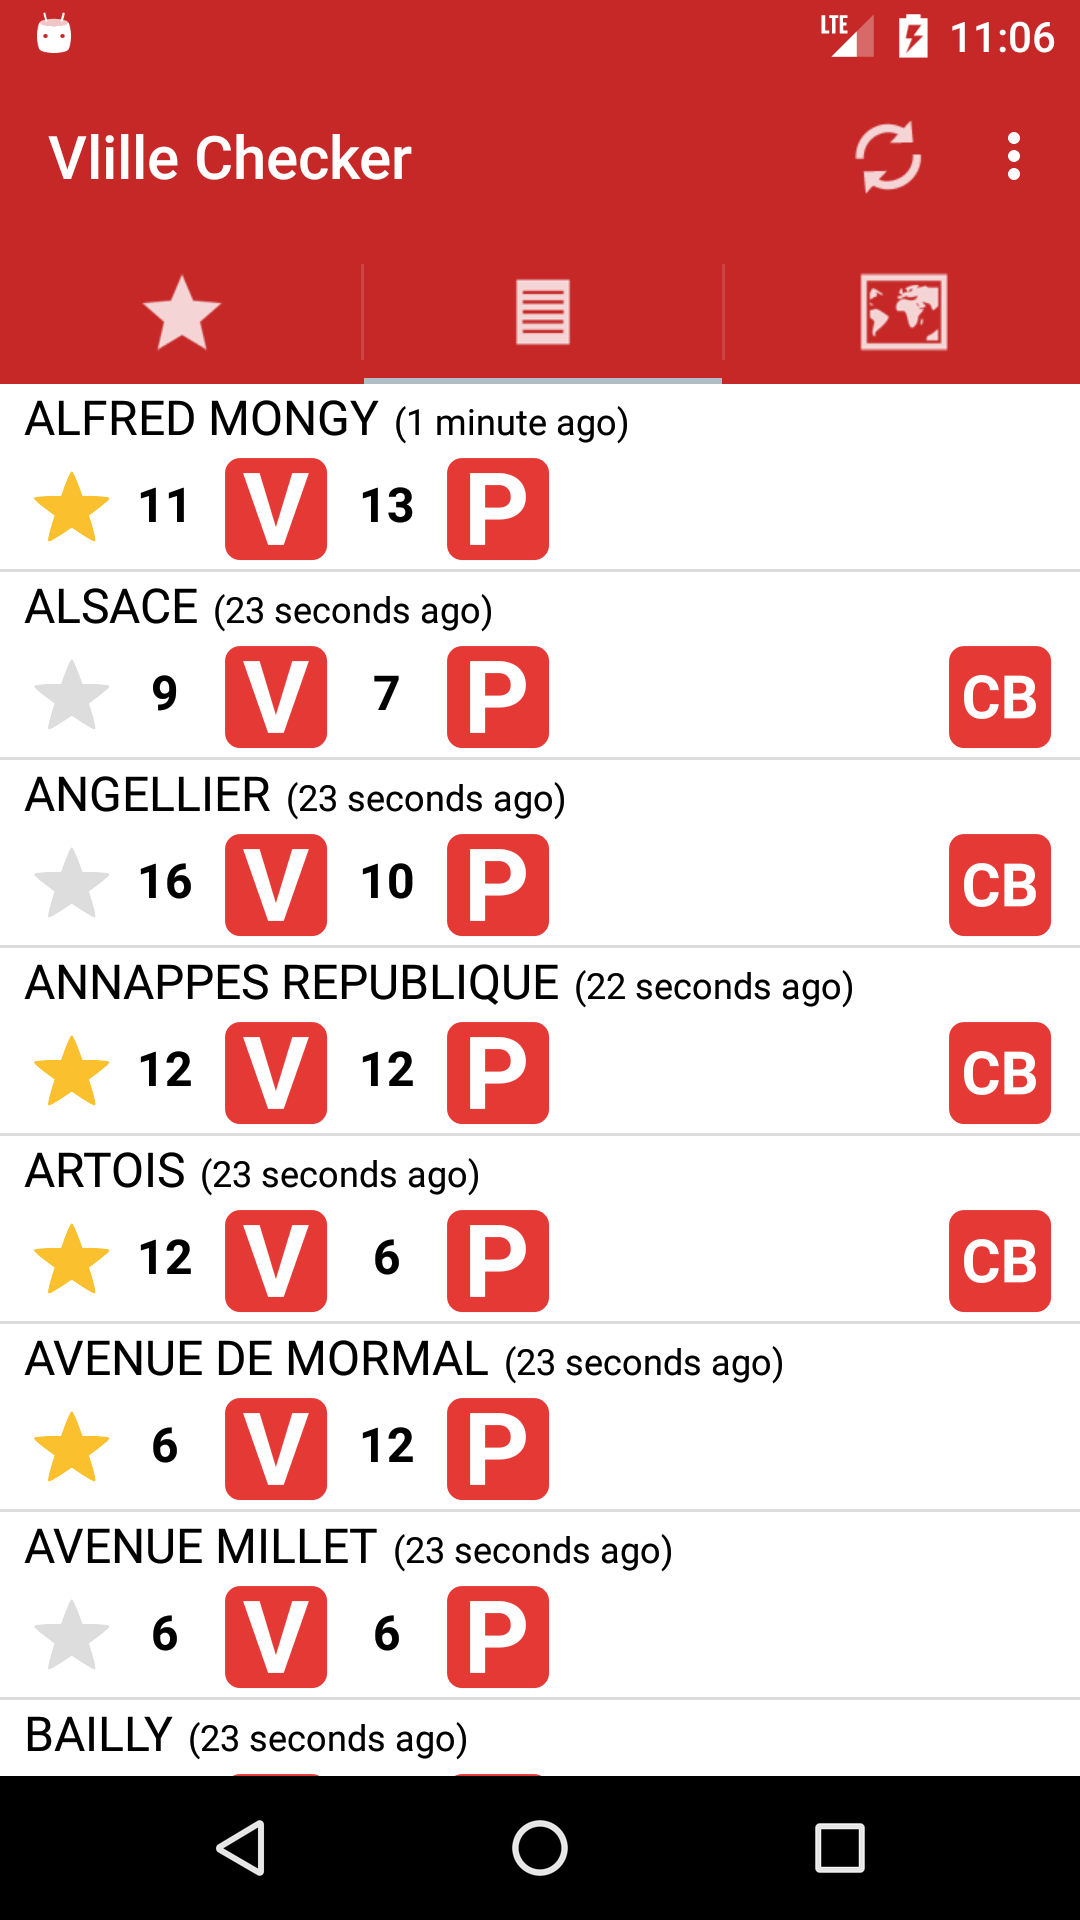 LTE 11:06
Vlille Checker
ALFRED MONGY (1 minute ago)
11 V 13 P
ALSACE (23 seconds ago)
9 V 7 P CB
ANGELLIER (23 seconds ago)
16 V 10 P CB
ANNAPPES REPUBLIQUE (22 seconds ago)
12 V 12 P CB
ARTOIS (23 seconds ago)
12 V 6 P CB
AVENUE DE MORMAL (23 seconds ago)
6 V 12 P
AVENUE MILLET (23 seconds ago)
6 V 6 P
BAILLY (23 seconds ago)